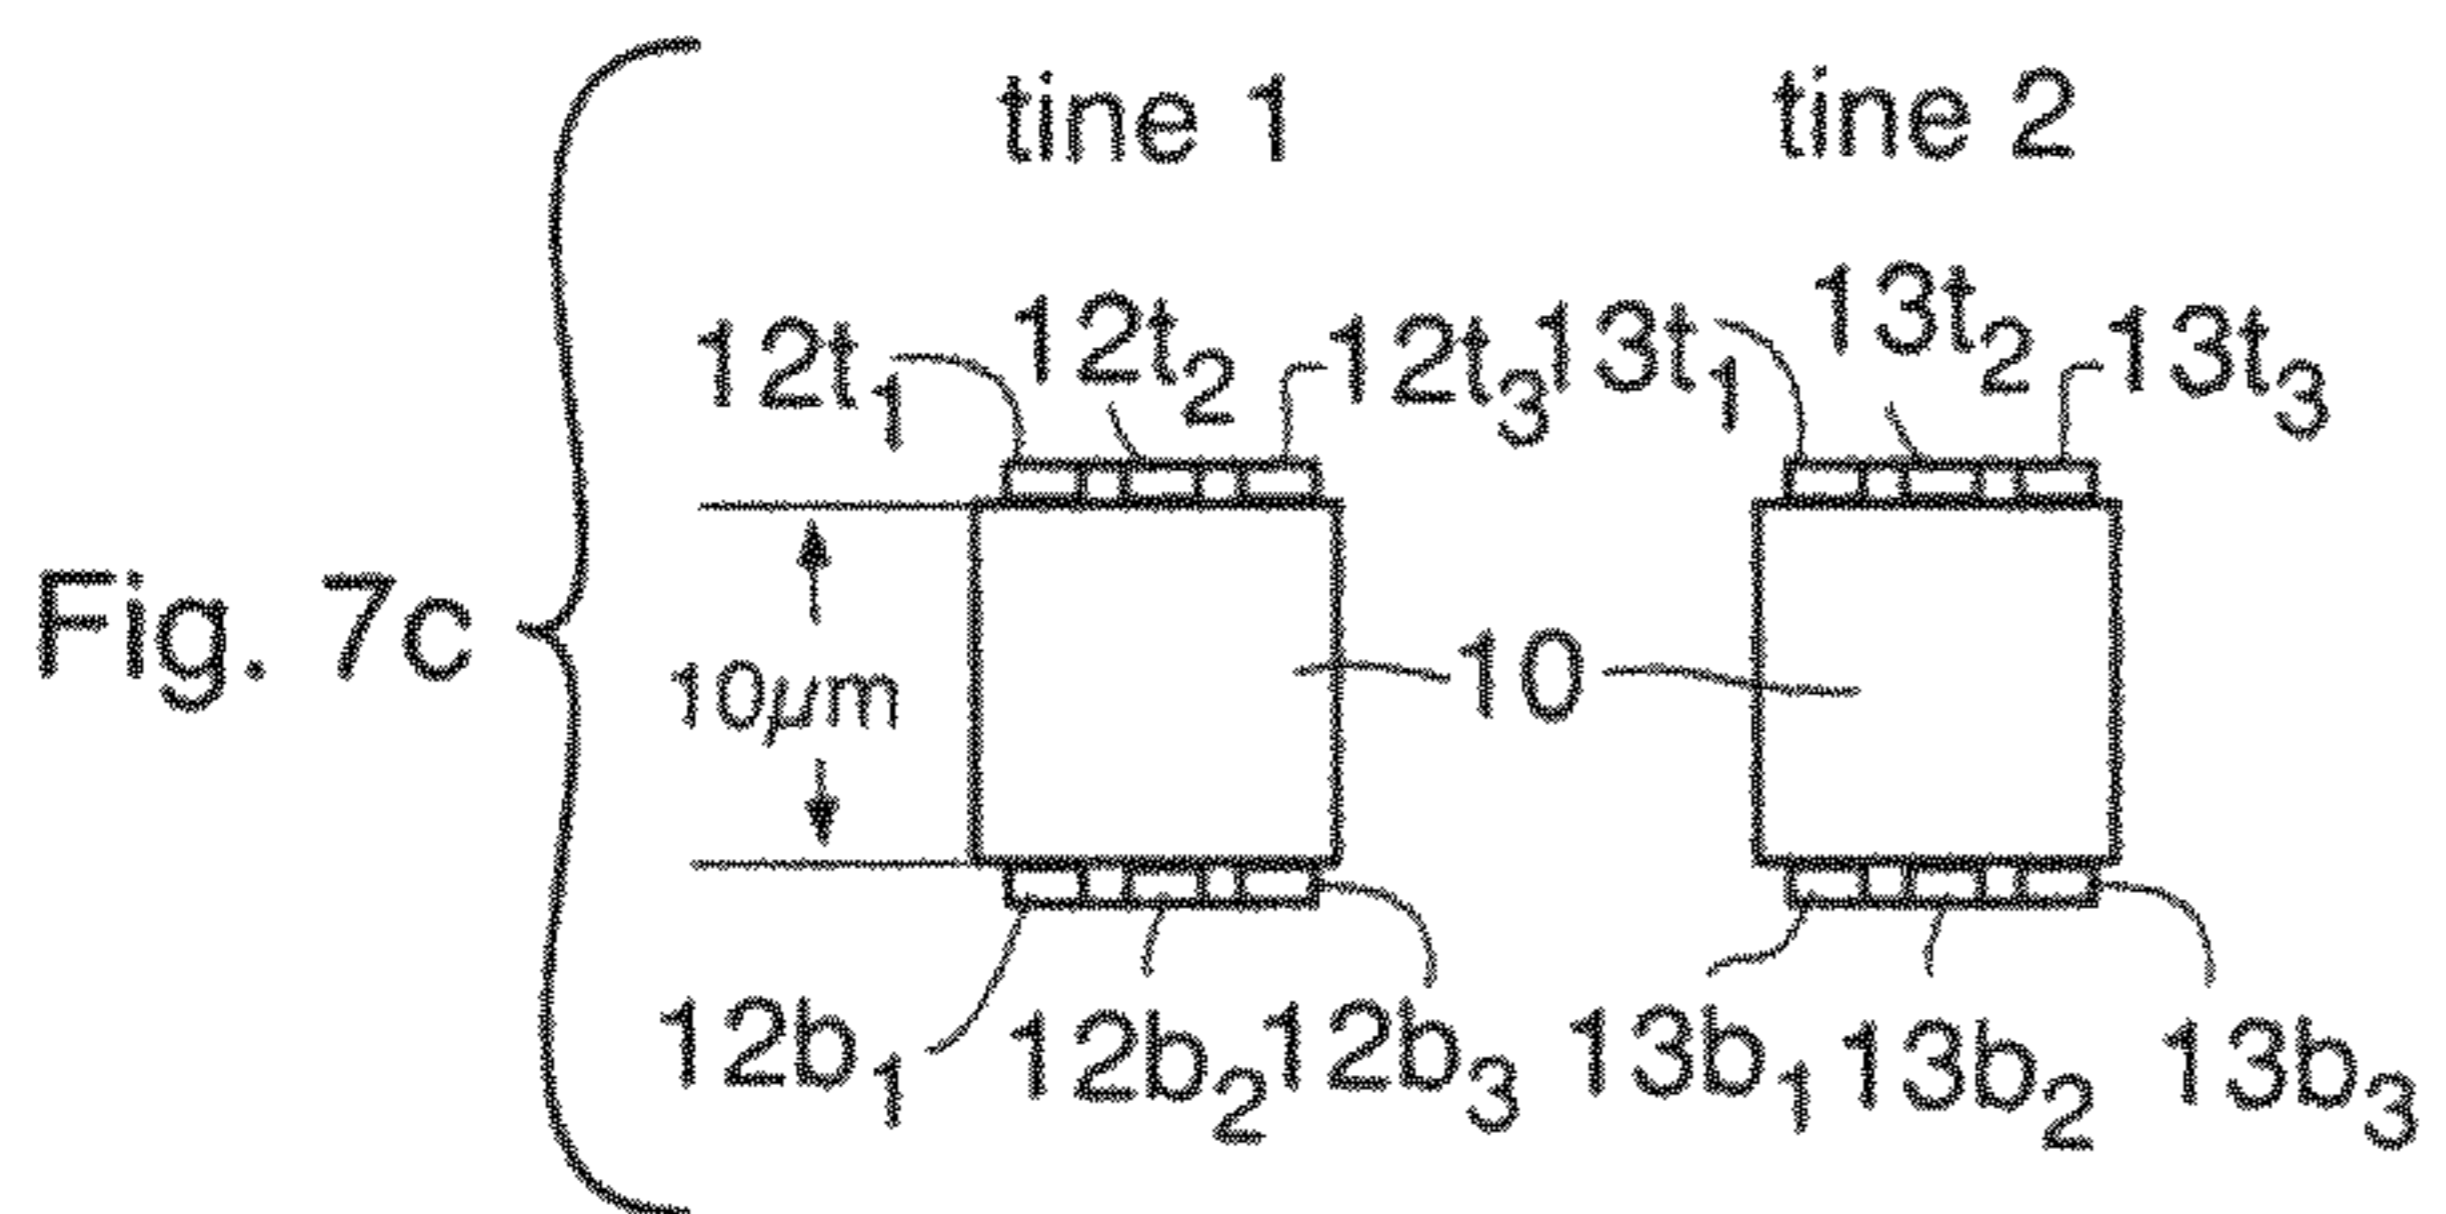 tine 1 tine 2
12t₁ 12t₂ 12t₃ 13t₁ 13t₂ 13t₃
Fig. 7c 10μm 10
12b₁ 12b₂ 12b₃ 13b₁ 13b₂ 13b₃